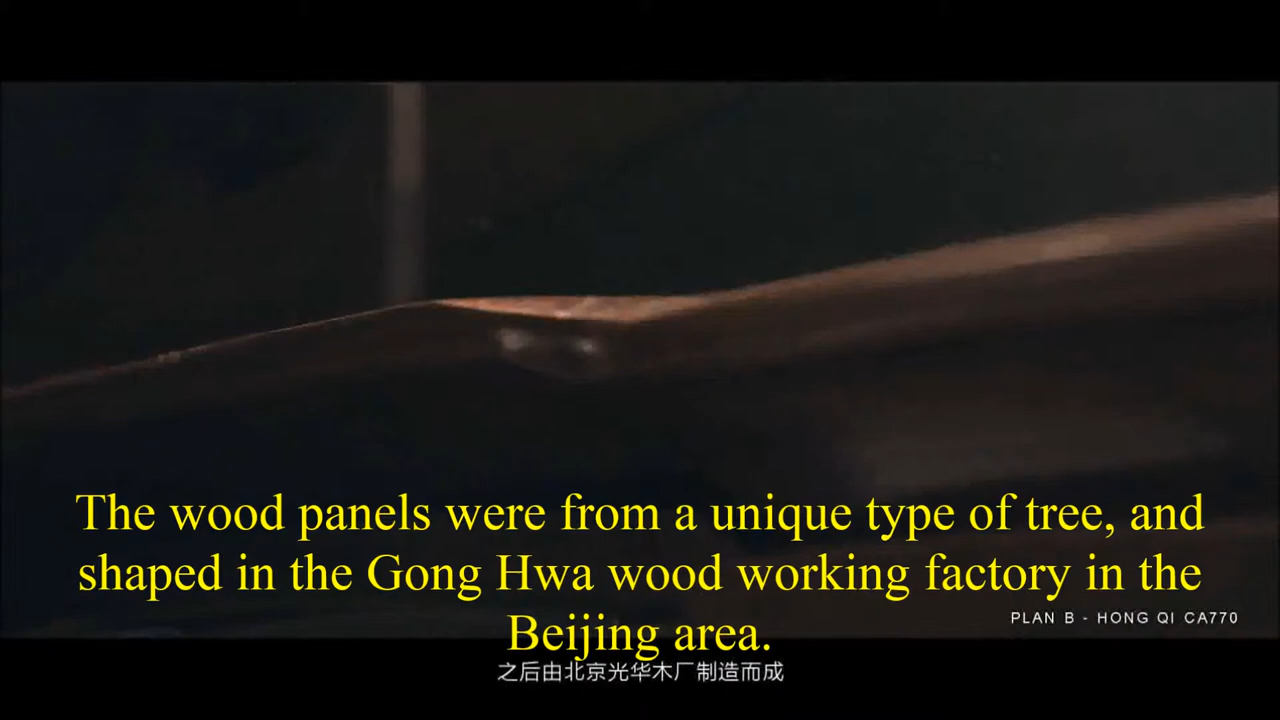 The wood panels were from a unique type of tree, and
shaped in the Gong Hwa wood working factory in the
Beijing area.
PLAN B - HONG QI CA770
之后由北京光华木厂制造而成